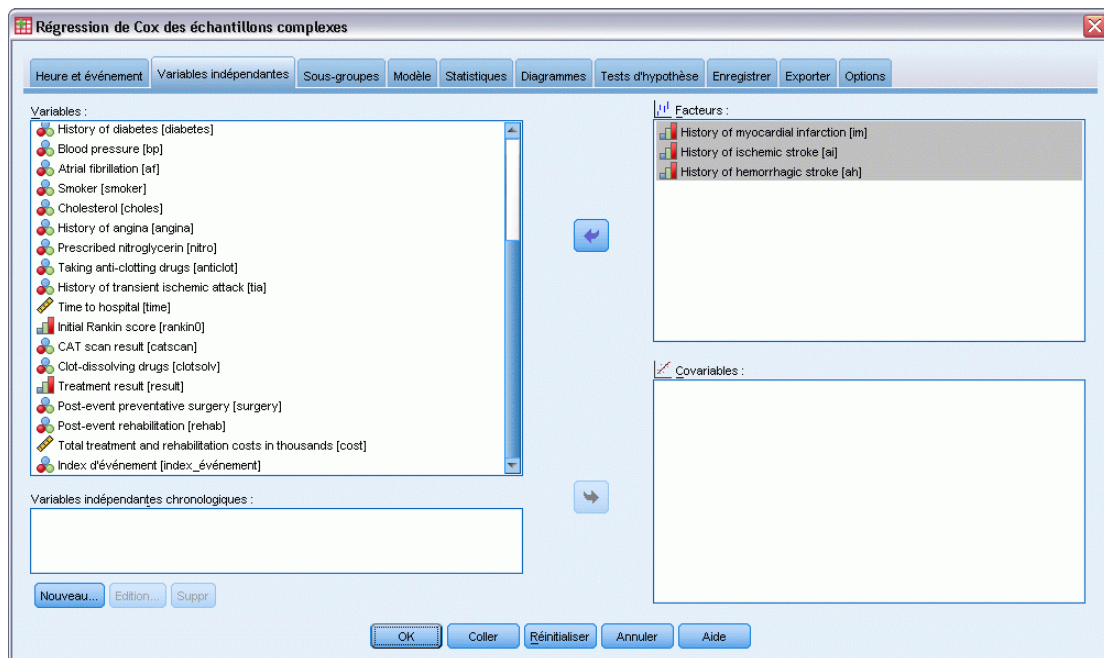 Régression de Cox des échantillons complexes
Heure et événement Variables indépendantes Sous-groupes Modèle Statistiques Diagrammes Tests d'hypothèse Enregistrer Exporter Options
Variables :
History of diabetes [diabetes]
Blood pressure [bp]
Atrial fibrillation [af]
Smoker [smoker]
Cholesterol [choles]
History of angina [angina]
Prescribed nitroglycerin [nitro]
Taking anti-clotting drugs [anticlot]
History of transient ischemic attack [tia]
Time to hospital [time]
Initial Rankin score [rankin0]
CAT scan result [catscan]
Clot-dissolving drugs [clotsolv]
Treatment result [result]
Post-event preventative surgery [surgery]
Post-event rehabilitation [rehab]
Total treatment and rehabilitation costs in thousands [cost]
Index d'événement [index_événement]
Variables indépendantes chronologiques :
Nouveau... Edition... Suppr
Facteurs :
History of myocardial infarction [im]
History of ischemic stroke [ai]
History of hemorrhagic stroke [ah]
Covariables :
OK Coller Réinitialiser Annuler Aide